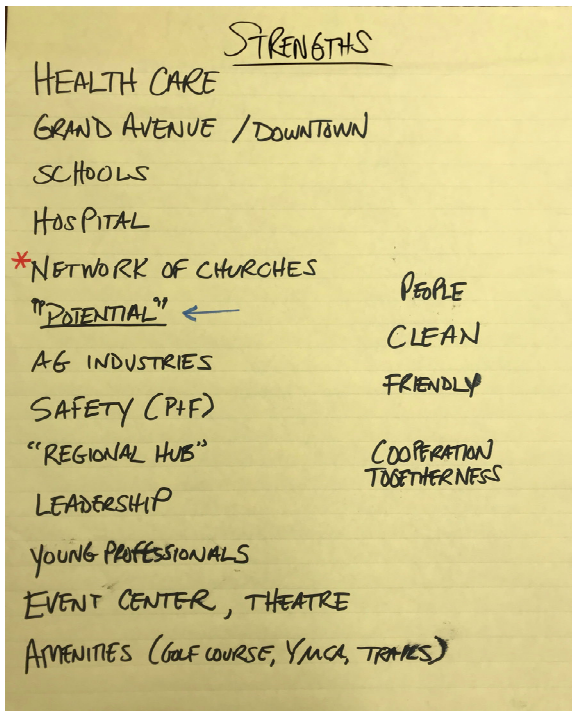 STRENGTHS
HEALTH CARE
GRAND AVENUE / DOWNTOWN
SCHOOLS
HOSPITAL
*NETWORK OF CHURCHES
"POTENTIAL" ←
AG INDUSTRIES
SAFETY (P+F)
"REGIONAL HUB"
LEADERSHIP
YOUNG PROFESSIONALS
EVENT CENTER, THEATRE
AMENITIES (GOLF COURSE, YMCA, TRAILS)
PEOPLE
CLEAN
FRIENDLY
COOPERATION
TOGETHERNESS